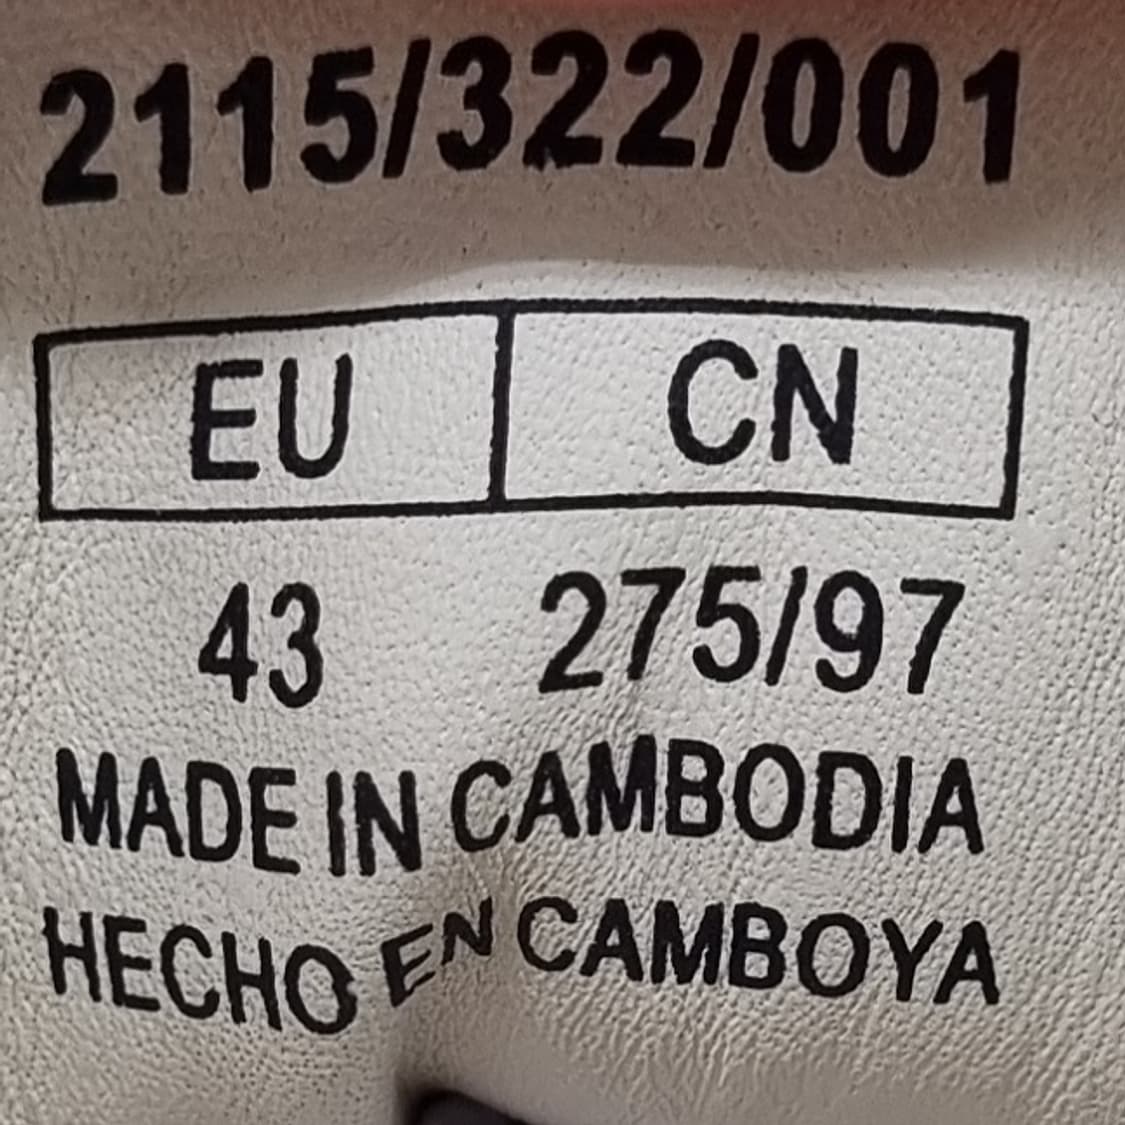 2115/322/001
EU CN
43 275/97
MADE IN CAMBODIA
HECHO EN CAMBOYA